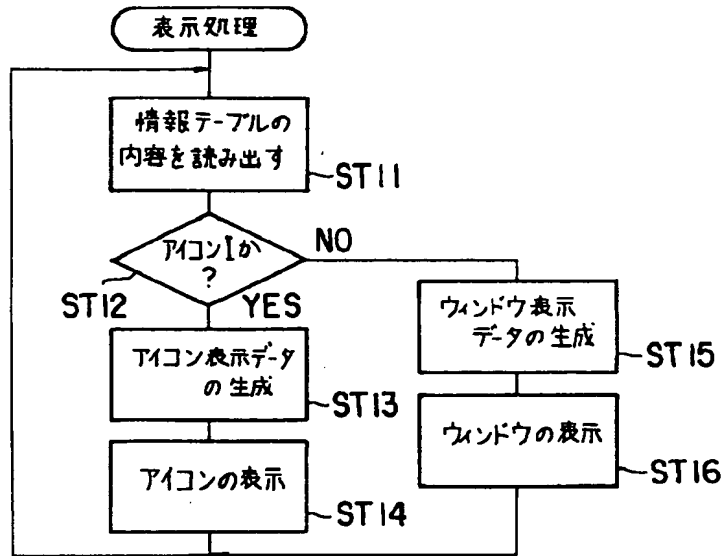 表示処理
情報テーブルの
内容を読み出す
ST11
アイコンIか
?
NO
ST12
YES
アイコン表示データ
の生成
ST13
アイコンの表示
ST14
ウィンドウ表示
データの生成
ST15
ウィンドウの表示
ST16